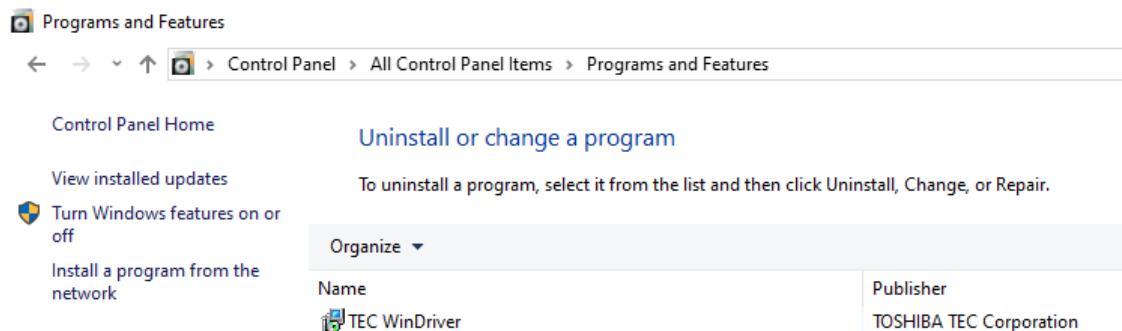 Programs and Features
Control Panel > All Control Panel Items > Programs and Features
Control Panel Home
View installed updates
Turn Windows features on or
off
Install a program from the
network
Uninstall or change a program
To uninstall a program, select it from the list and then click Uninstall, Change, or Repair.
Organize
Name Publisher
TEC WinDriver TOSHIBA TEC Corporation